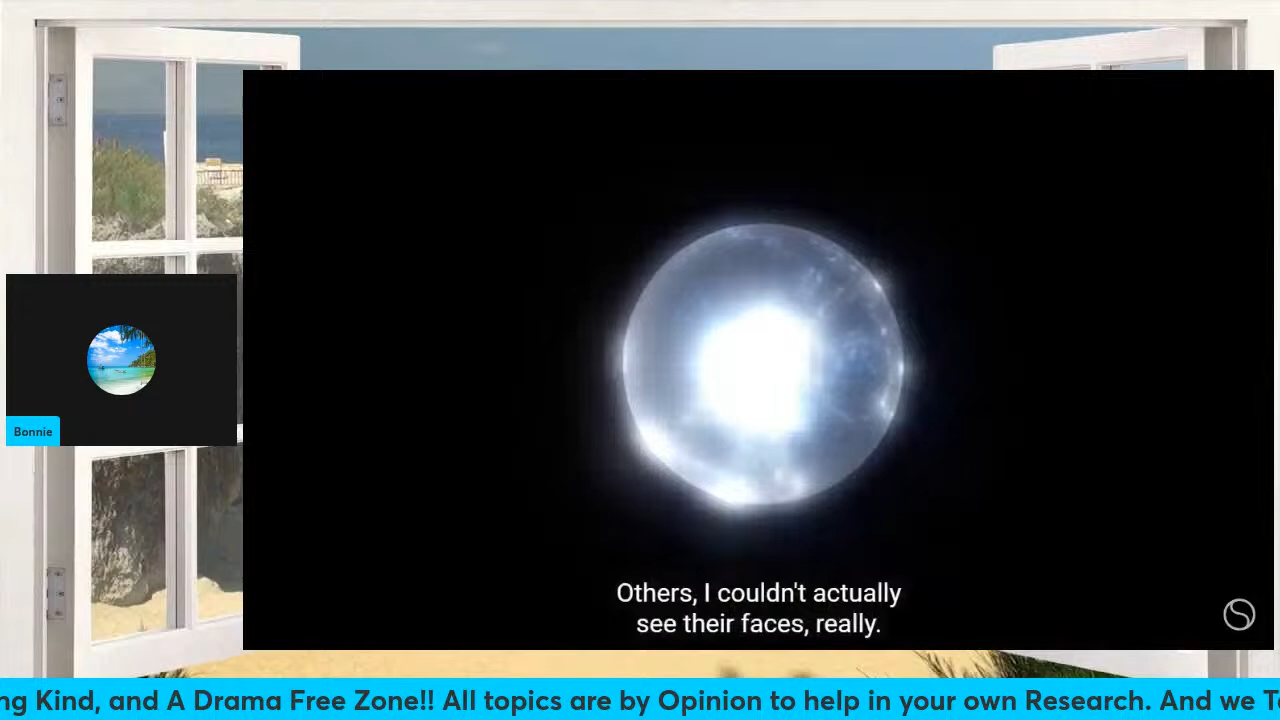 Bonnie
Others, I couldn't actually
see their faces, really.
ng Kind, and A Drama Free Zone!! All topics are by Opinion to help in your own Research. And we T